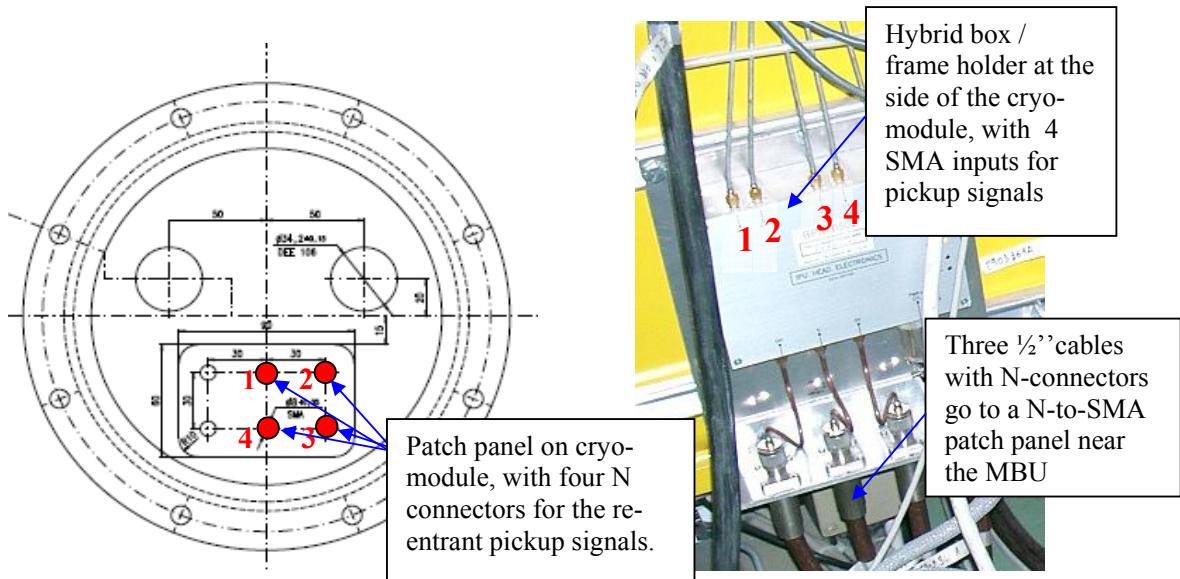 50
50
ø34,2
DEE 106
20
15
30
30
60
30
1
2
SMA
4
3
Patch panel on cryo-
module, with four N
connectors for the re-
entrant pickup signals.
Hybrid box /
frame holder at the
side of the cryo-
module, with 4
SMA inputs for
pickup signals
1
2
3
4
HEAD ELECTRONICS
Three ½’’cables
with N-connectors
go to a N-to-SMA
patch panel near
the MBU